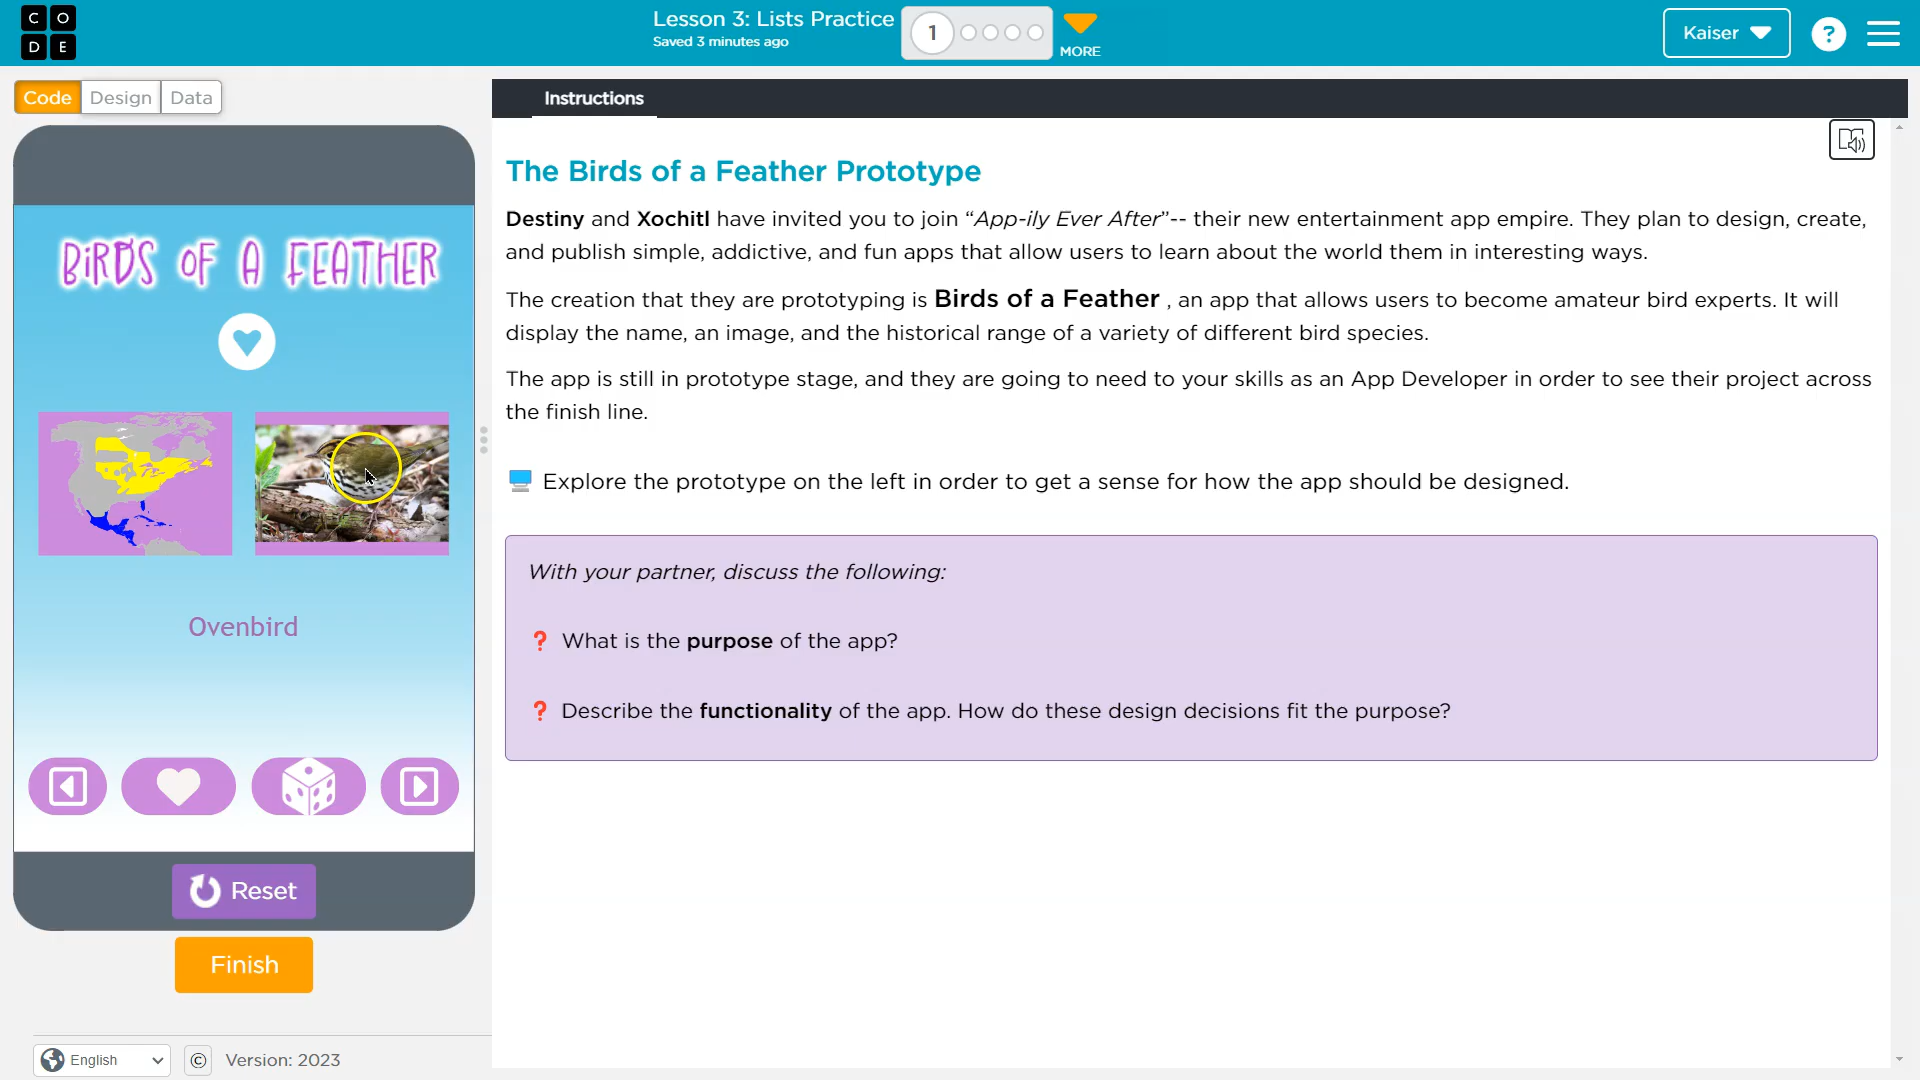 C O
D E
Lesson 3: Lists Practice
Saved 3 minutes ago
1
MORE
Kaiser
?
Code
Design
Data
Instructions
BIRDS OF A FEATHER
Ovenbird
Reset
Finish
English
©
Version: 2023
The Birds of a Feather Prototype
Destiny and Xochitl have invited you to join “App-ily Ever After”-- their new entertainment app empire. They plan to design, create,
and publish simple, addictive, and fun apps that allow users to learn about the world them in interesting ways.
The creation that they are prototyping is Birds of a Feather , an app that allows users to become amateur bird experts. It will
display the name, an image, and the historical range of a variety of different bird species.
The app is still in prototype stage, and they are going to need to your skills as an App Developer in order to see their project across
the finish line.
Explore the prototype on the left in order to get a sense for how the app should be designed.
With your partner, discuss the following:
❓ What is the purpose of the app?
❓ Describe the functionality of the app. How do these design decisions fit the purpose?